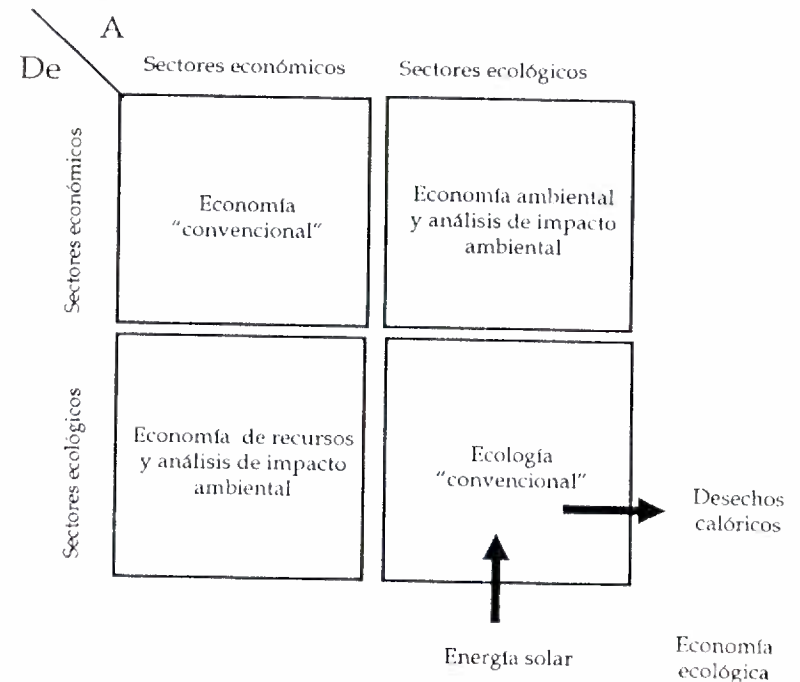 A
De
Sectores económicos
Sectores ecológicos
Sectores económicos
Economía
"convencional"
Economía ambiental
y análisis de impacto
ambiental
Sectores ecológicos
Economía de recursos
y análisis de impacto
ambiental
Ecología
"convencional"
Desechos
calóricos
Energía solar
Economía
ecológica